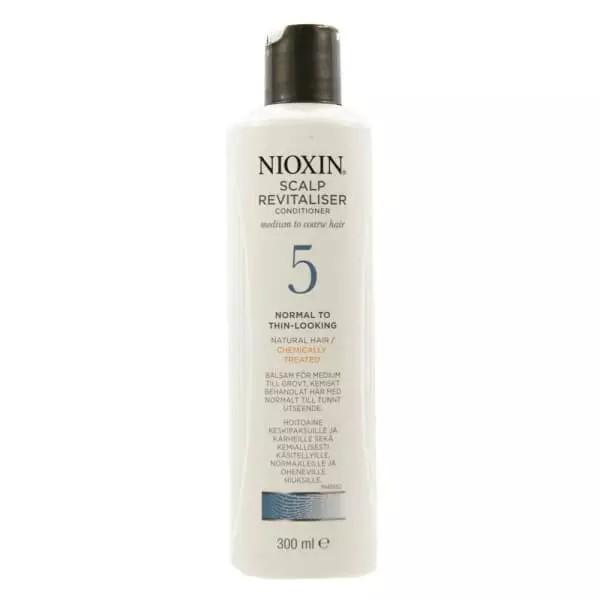 NIOXIN®
SCALP
REVITALISER
CONDITIONER
medium to coarse hair
5
NORMAL TO
THIN-LOOKING
NATURAL HAIR /
CHEMICALLY
TREATED
BALSAM FÖR MEDIUM
TILL GROVT, KEMISKT
BEHANDLAT HÅR MED
NORMALT TILL TUNNT
UTSEENDE.
HOITOAINE
KESKIPAKSUILLE JA
KARHEILLE SEKÄ
KEMIALLISESTI
KÄSITELLYILLE,
NORMAALEILLE JA
OHENEVILLE
HIUKSILLE.
300 ml ℮